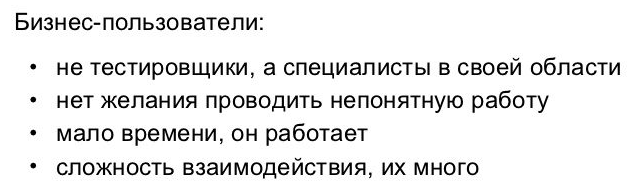 Бизнес-пользователи:
• не тестировщики, а специалисты в своей области
• нет желания проводить непонятную работу
• мало времени, он работает
• сложность взаимодействия, их много